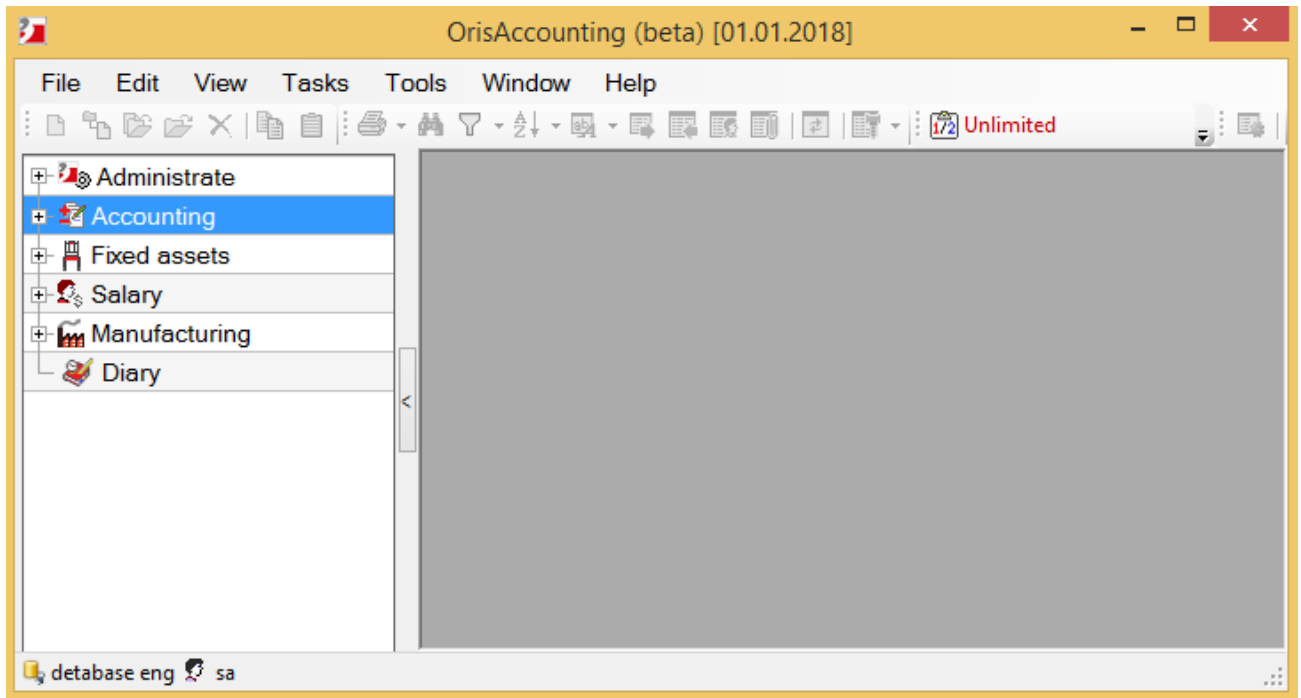 OrisAccounting (beta) [01.01.2018]
File Edit View Tasks Tools Window Help
Unlimited
Administrate
Accounting
Fixed assets
Salary
Manufacturing
Diary
detabase eng sa